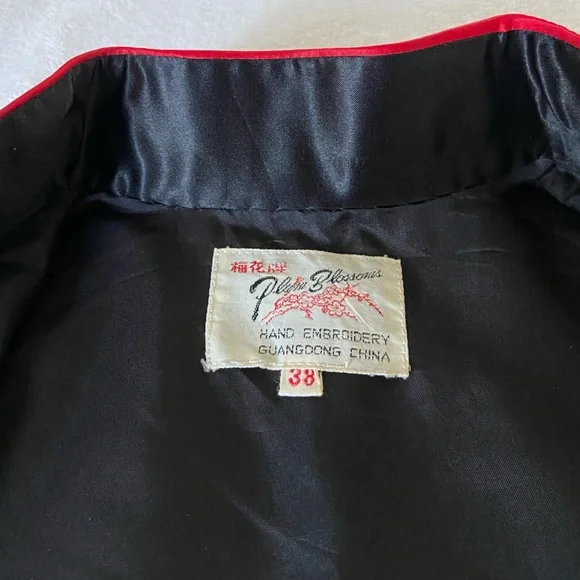 梅花牌
Plum Blossoms
HAND EMBROIDERY
GUANGDONG CHINA
38